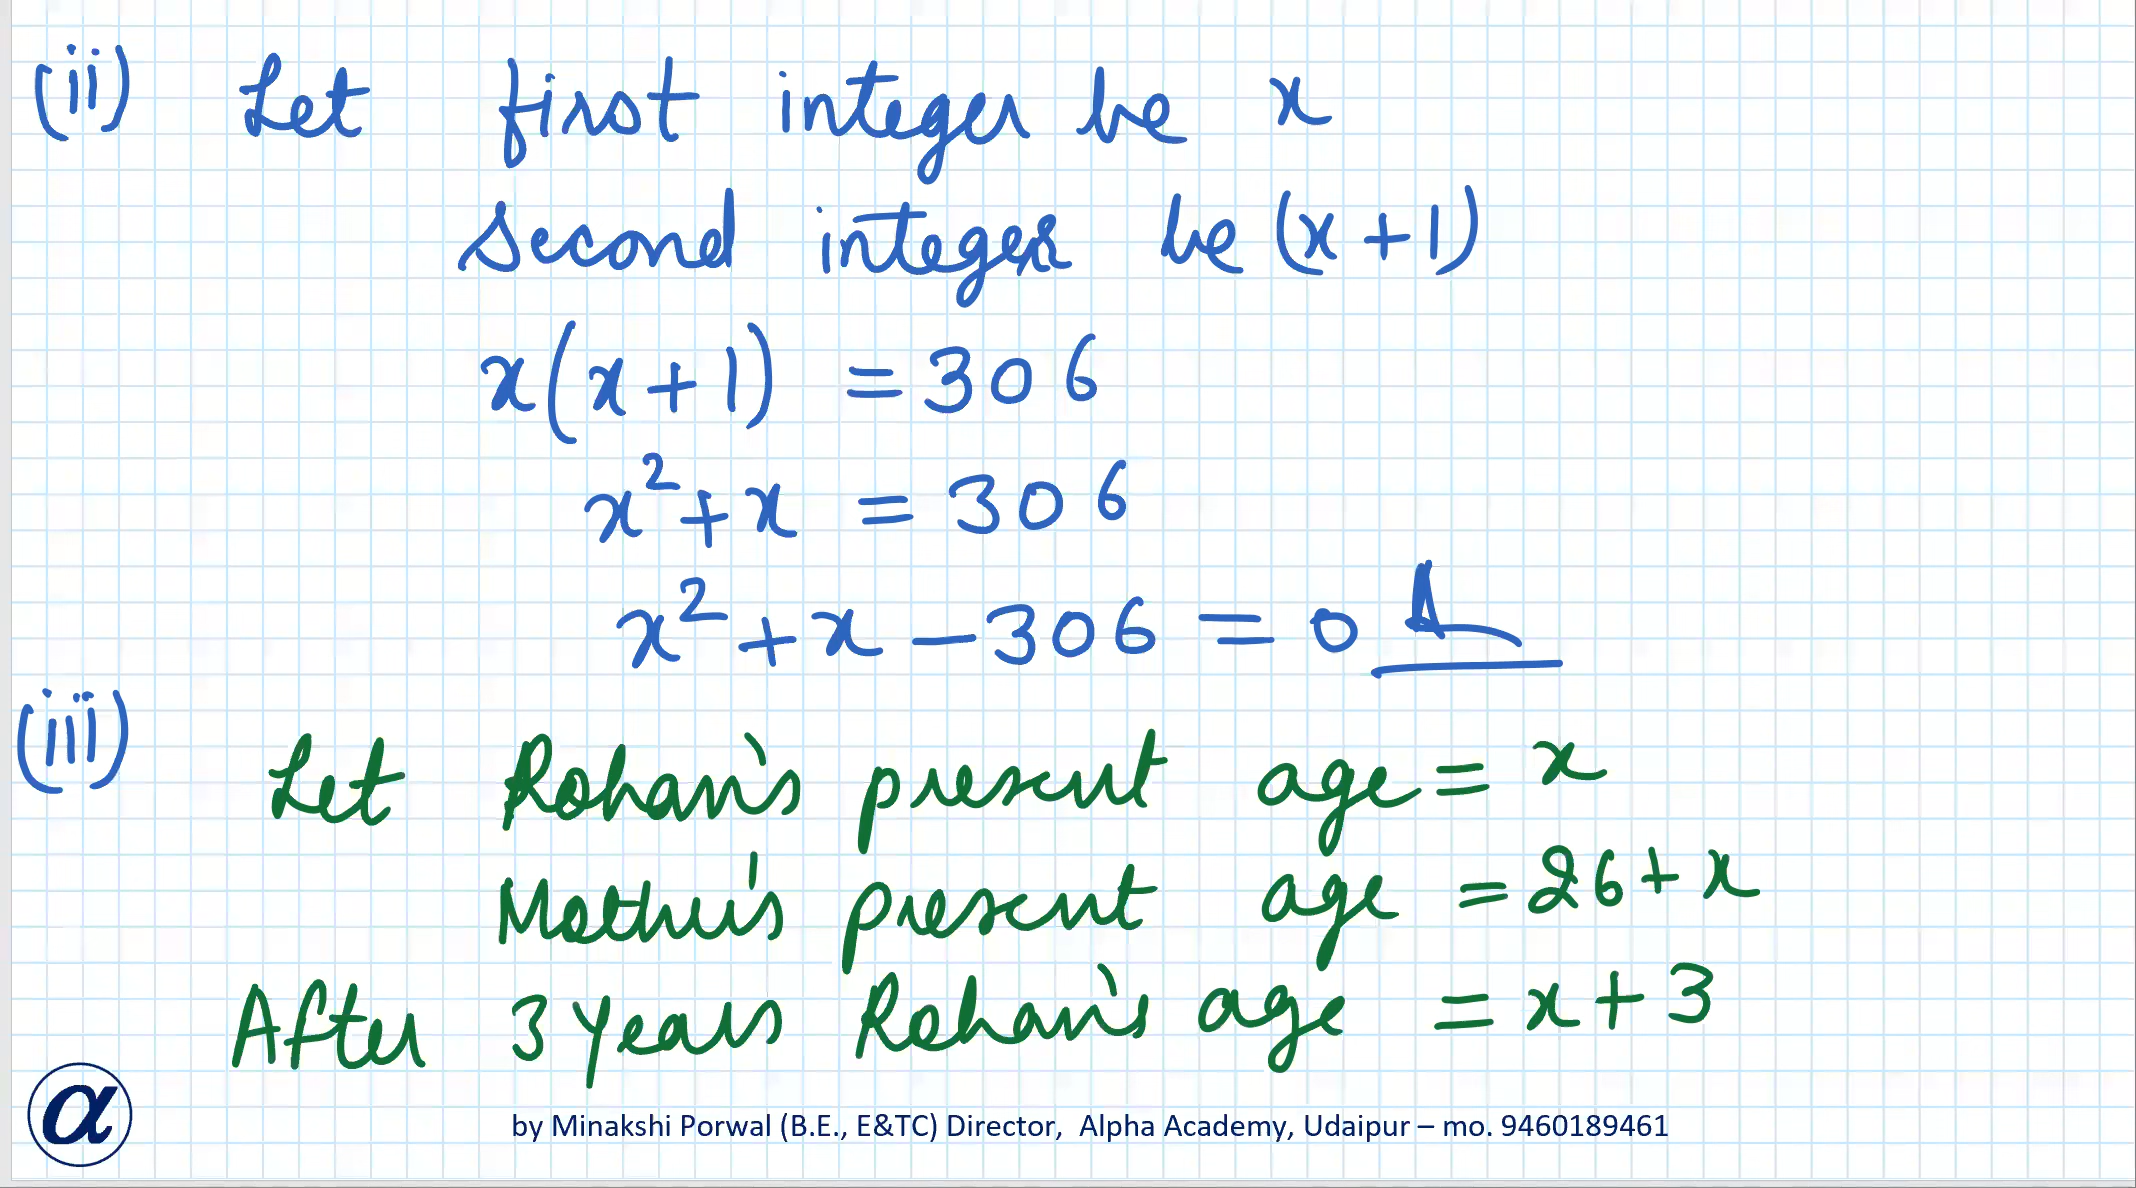 (ii) Let first integer be x
second integer be (x+1)
x(x+1) = 306
x²+x = 306
x²+x-306 = 0 A
(iii) Let Rohan's present age = x
Mother's present age = 26+x
After 3 years Rohan's age = x+3
α
by Minakshi Porwal (B.E., E&TC) Director, Alpha Academy, Udaipur – mo. 9460189461